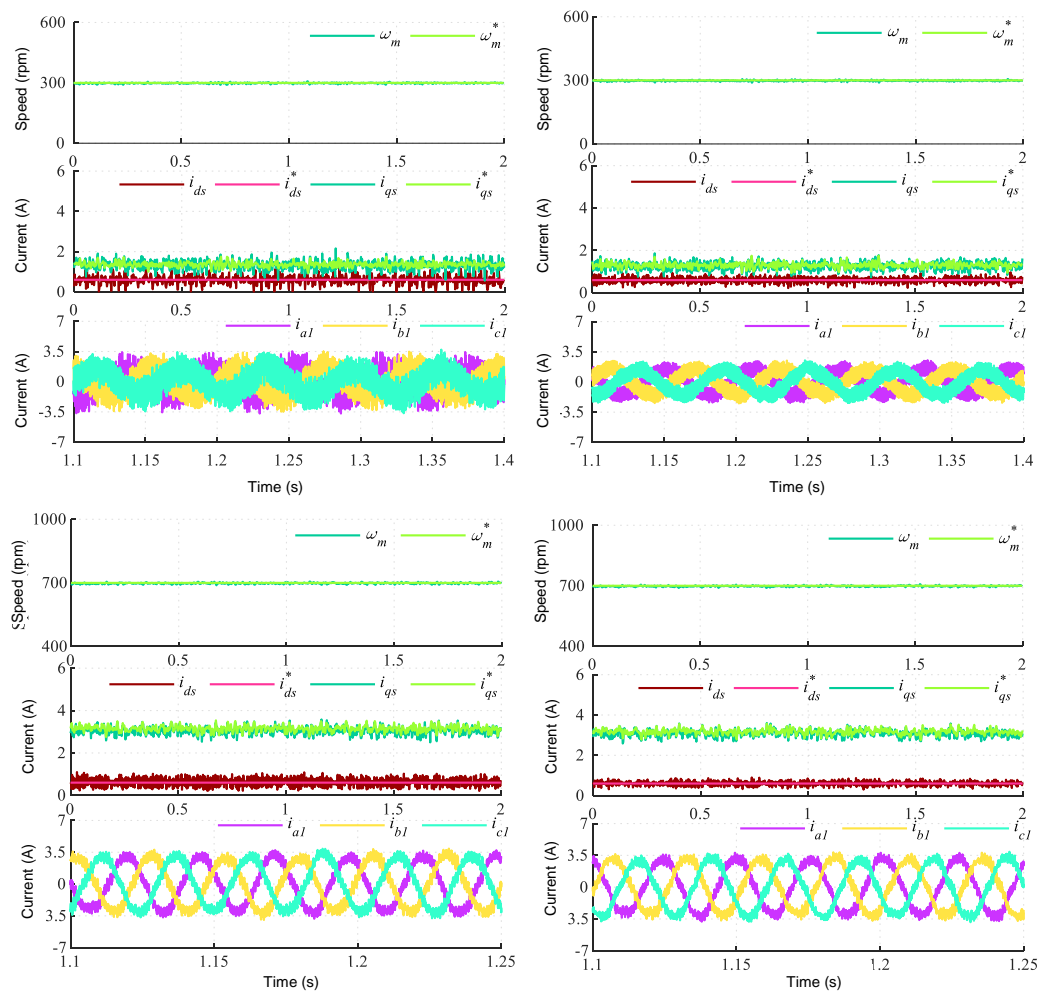 600
ω_m ω_m^*
Speed (rpm)
300
0
0 0.5 1 1.5 2
6
i_ds i_ds^* i_qs i_qs^*
Current (A)
4
2
0
0 0.5 1 1.5 2
7
i_a1 i_b1 i_c1
Current (A)
3.5
0
-3.5
-7
1.1 1.15 1.2 1.25 1.3 1.35 1.4
Time (s)
600
ω_m ω_m^*
Speed (rpm)
300
0
0 0.5 1 1.5 2
6
i_ds i_ds^* i_qs i_qs^*
Current (A)
4
2
0
0 0.5 1 1.5 2
7
i_a1 i_b1 i_c1
Current (A)
3.5
0
-3.5
-7
1.1 1.15 1.2 1.25 1.3 1.35 1.4
Time (s)
1000
ω_m ω_m^*
Speed (rpm)
700
400
0 0.5 1 1.5 2
6
i_ds i_ds^* i_qs i_qs^*
Current (A)
4
2
0
0 0.5 1 1.5 2
7
i_a1 i_b1 i_c1
Current (A)
3.5
0
3.5
-7
1.1 1.15 1.2 1.25
Time (s)
1000
ω_m ω_m^*
Speed (rpm)
700
400
0 0.5 1 1.5 2
6
i_ds i_ds^* i_qs i_qs^*
Current (A)
4
2
0
0 0.5 1 1.5 2
7
i_a1 i_b1 i_c1
Current (A)
3.5
0
3.5
-7
1.1 1.15 1.2 1.25
Time (s)